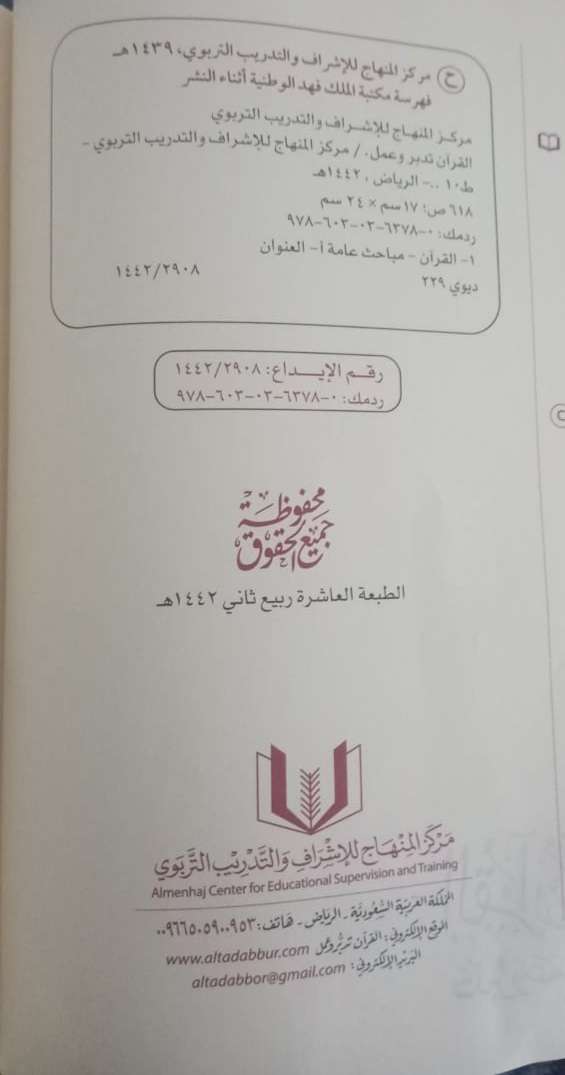 ح مركز المنهاج للإشراف والتدريب التربوي، ١٤٣٩هـ
فهرسة مكتبة الملك فهد الوطنية أثناء النشر
مركز المنهاج للإشراف والتدريب التربوي
القرآن تدبر وعمل. / مركز المنهاج للإشراف والتدريب التربوي -
ط١٠ .- الرياض ، ١٤٤٢هـ
٦١٨ ص؛ ١٧سم × ٢٤ سم
ردمك: ٠-٦٣٧٨-٠٣-٦٠٣-٩٧٨
١- القرآن - مباحث عامة أ- العنوان
ديوي ٢٢٩ ١٤٤٢/٢٩٠٨
رقم الإيداع: ١٤٤٢/٢٩٠٨
ردمك: ٠-٦٣٧٨-٠٣-٦٠٣-٩٧٨
جميع الحقوق
محفوظة
الطبعة العاشرة ربيع ثاني ١٤٤٢هـ
مركز المنهاج للإشراف والتدريب التربوي
Almenhaj Center for Educational Supervision and Training
المملكة العربية السعودية - الرياض - هاتف: ٠٠٩٦٦٥٠٥٩٠٠٩٥٣
الموقع الإلكتروني: القرآن تدبر وعمل www.altadabbur.com
البريد الإلكتروني: altadabbor@gmail.com